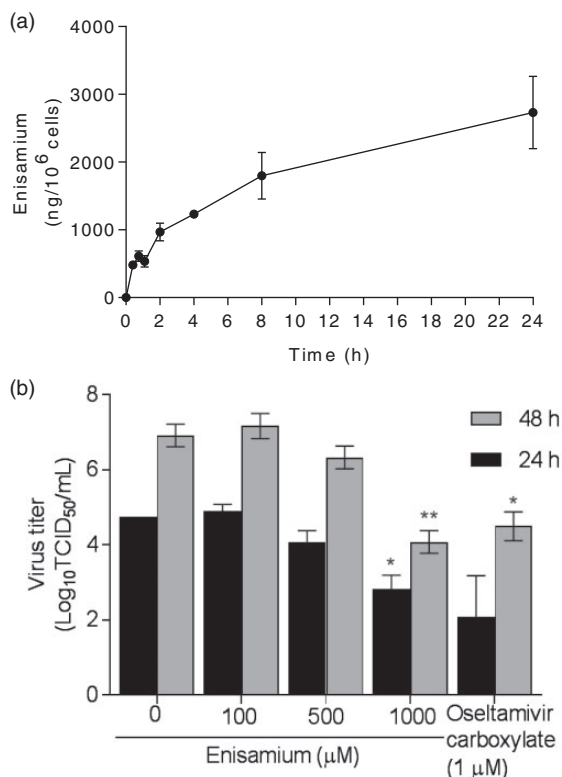 (a)
4000
3000
2000
1000
0
Enisamium
(ng/10⁶ cells)
0 2 4 6 8 10 12 14 16 18 20 22 24
Time (h)
(b)
8
6
4
2
0
Virus titer
(Log₁₀TCID₅₀/mL)
48 h
24 h
* ** *
0 100 500 1000 Oseltamivir
carboxylate
(1 µM)
Enisamium (µM)